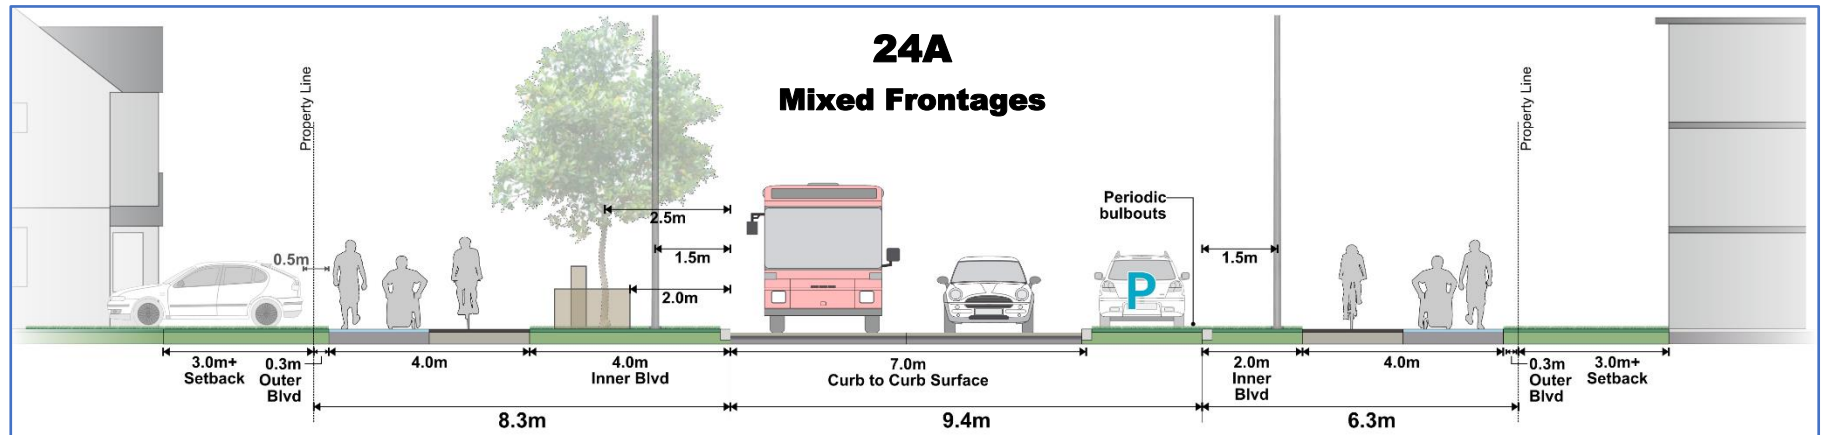 24A
Mixed Frontages
Property Line
Property Line
Periodic
bulbouts
2.5m
1.5m
1.5m
0.5m
2.0m
P
3.0m+
Setback
0.3m
Outer
Blvd
4.0m
4.0m
Inner Blvd
7.0m
Curb to Curb Surface
2.0m
Inner
Blvd
4.0m
0.3m
Outer
Blvd
3.0m+
Setback
8.3m
9.4m
6.3m